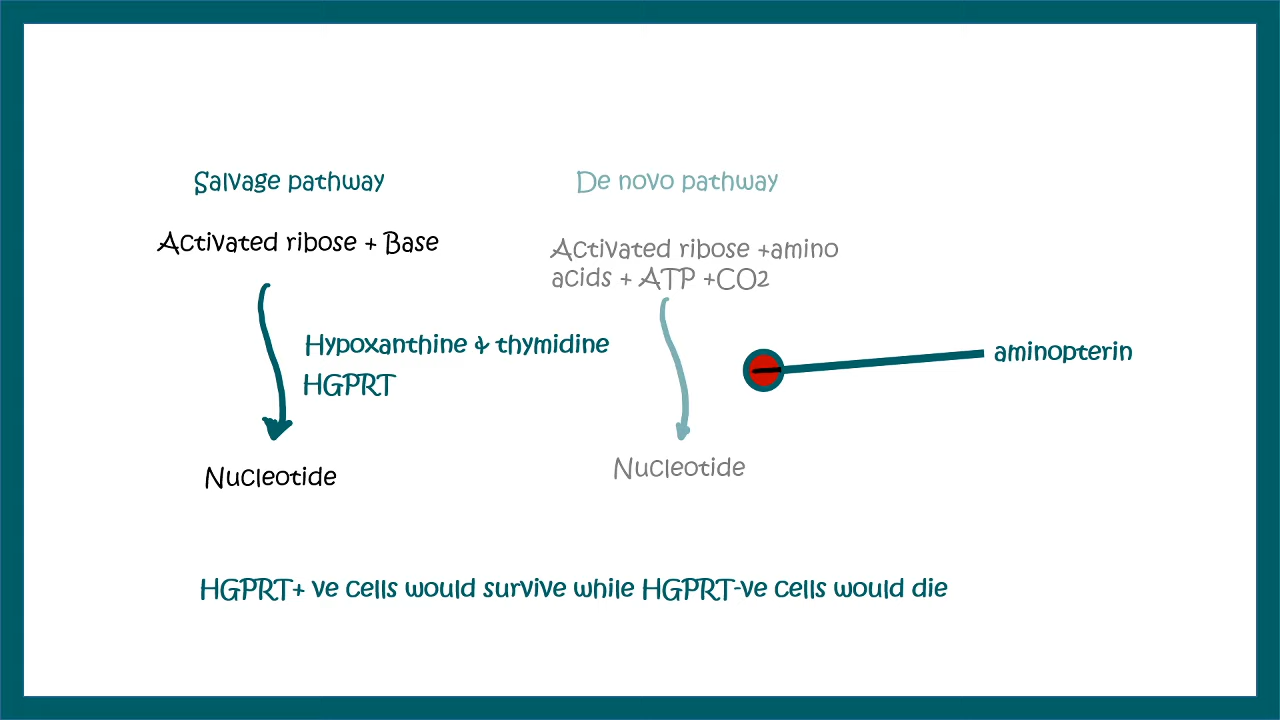 Salvage pathway
De novo pathway
Activated ribose + Base
Activated ribose +amino
acids + ATP +CO2
Hypoxanthine & thymidine
HGPRT
aminopterin
Nucleotide
Nucleotide
HGPRT+ ve cells would survive while HGPRT-ve cells would die